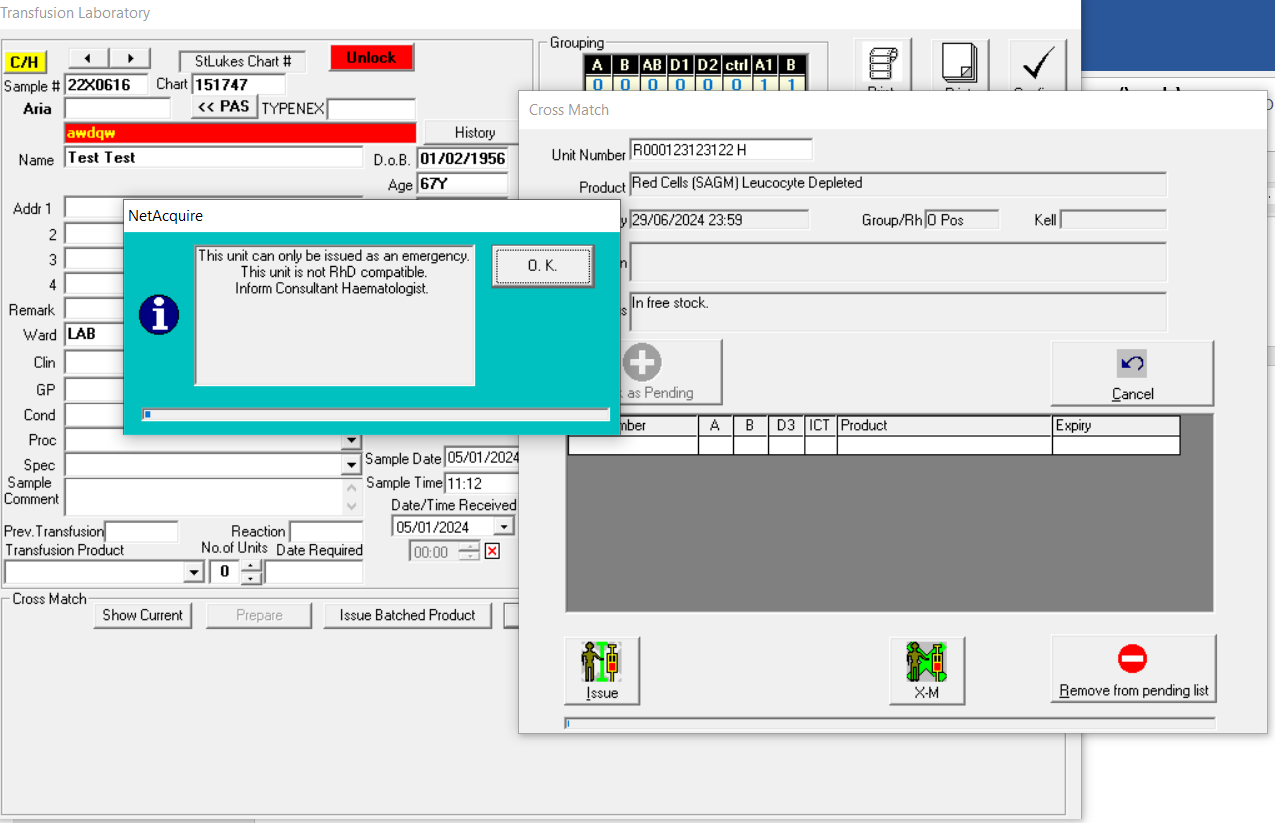 Transfusion Laboratory
C/H
StLukes Chart #
Unlock
Sample # 22X0616 Chart 151747
Aria << PAS TYPENEX
awdqw
History
Name Test Test D.o.B. 01/02/1956
Age 67Y
Addr 1
2
3
4
Remark
Ward LAB
Clin
GP
Cond
Proc
Spec
Sample Comment
Sample Date 05/01/2024
Sample Time 11:12
Date/Time Received
05/01/2024
00:00
Prev.Transfusion Reaction
Transfusion Product No.of Units Date Required
0
Cross Match
Show Current Prepare Issue Batched Product
Grouping
A B AB D1 D2 ctrl A1 B
0 0 0 0 0 0 1 1
Cross Match
Unit Number R000123123122 H
Product Red Cells (SAGM) Leucocyte Depleted
29/06/2024 23:59 Group/Rh O Pos Kell
In free stock.
as Pending
Cancel
A B D3 ICT Product Expiry
Issue
X-M
Remove from pending list
NetAcquire
This unit can only be issued as an emergency.
This unit is not RhD compatible.
Inform Consultant Haematologist.
O. K.